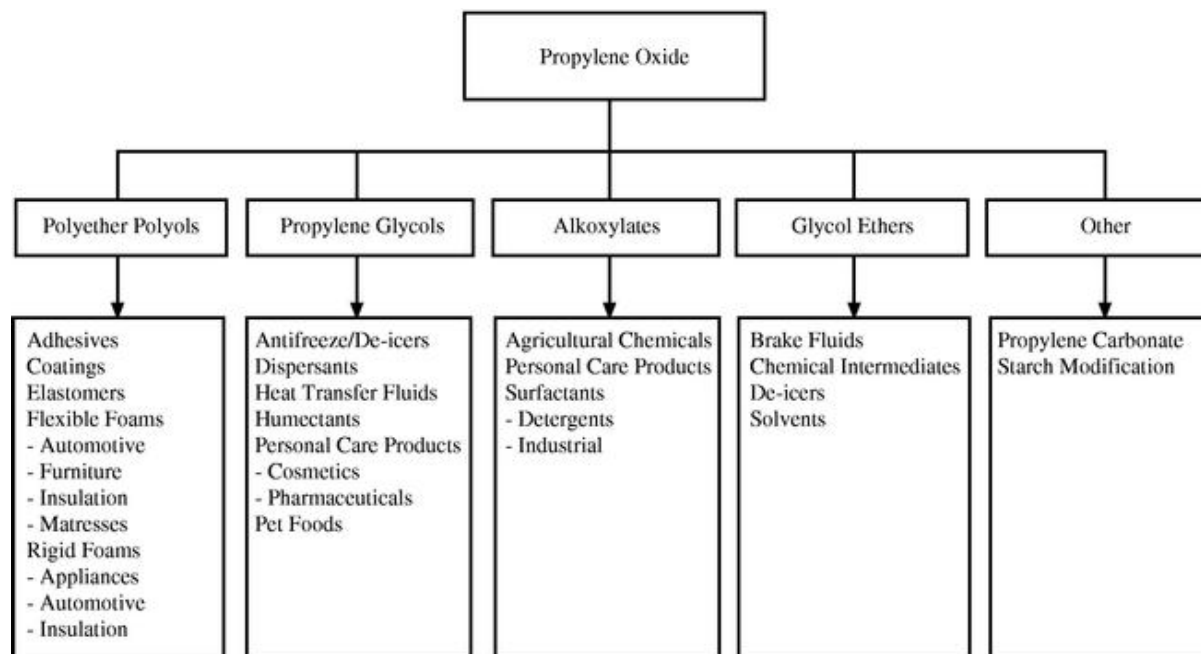 Propylene Oxide
Polyether Polyols
Propylene Glycols
Alkoxylates
Glycol Ethers
Other
Adhesives
Coatings
Elastomers
Flexible Foams
- Automotive
- Furniture
- Insulation
- Matresses
Rigid Foams
- Appliances
- Automotive
- Insulation
Antifreeze/De-icers
Dispersants
Heat Transfer Fluids
Humectants
Personal Care Products
- Cosmetics
- Pharmaceuticals
Pet Foods
Agricultural Chemicals
Personal Care Products
Surfactants
- Detergents
- Industrial
Brake Fluids
Chemical Intermediates
De-icers
Solvents
Propylene Carbonate
Starch Modification